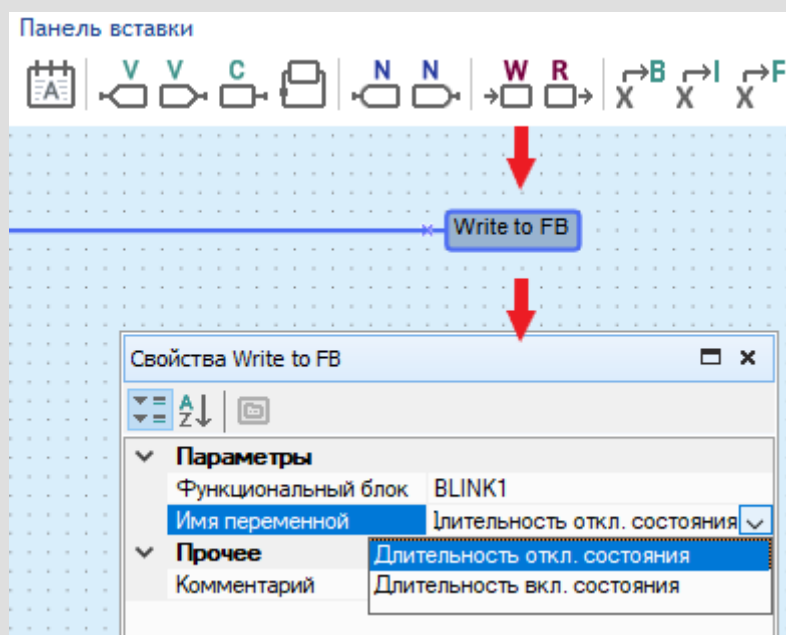 Панель вставки
A V V C N N W R X B X I X F
Write to FB
Свойства Write to FB
A Z
Параметры
Функциональный блок BLINK1
Имя переменной Длительность откл. состояния
Прочее Длительность откл. состояния
Комментарий Длительность вкл. состояния